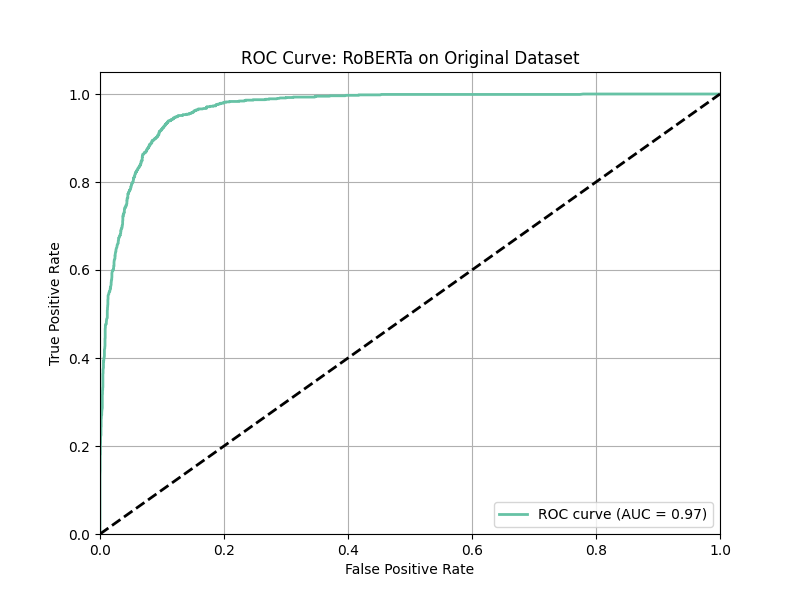 ROC Curve: RoBERTa on Original Dataset
True Positive Rate
1.0
0.8
0.6
0.4
0.2
0.0
ROC curve (AUC = 0.97)
0.0 0.2 0.4 0.6 0.8 1.0
False Positive Rate